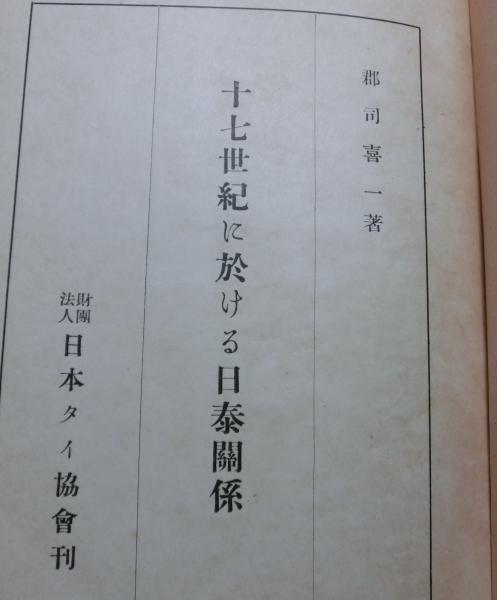 郡司喜一著
十七世紀に於ける日泰關係
財團法人日本タイ協會刊